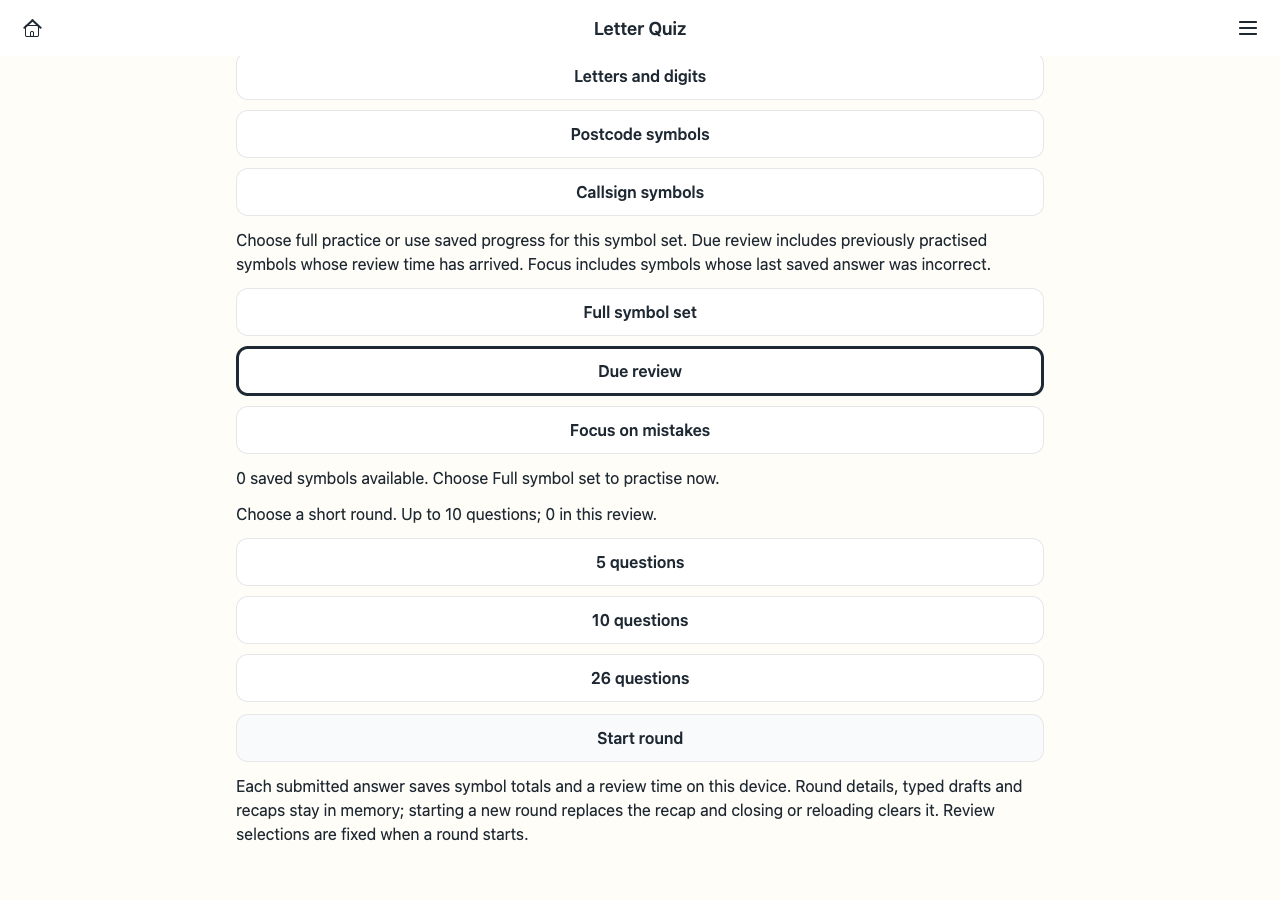 Letter Quiz
Letters and digits
Postcode symbols
Callsign symbols
Choose full practice or use saved progress for this symbol set. Due review includes previously practised
symbols whose review time has arrived. Focus includes symbols whose last saved answer was incorrect.
Full symbol set
Due review
Focus on mistakes
0 saved symbols available. Choose Full symbol set to practise now.
Choose a short round. Up to 10 questions; 0 in this review.
5 questions
10 questions
26 questions
Start round
Each submitted answer saves symbol totals and a review time on this device. Round details, typed drafts and
recaps stay in memory; starting a new round replaces the recap and closing or reloading clears it. Review
selections are fixed when a round starts.